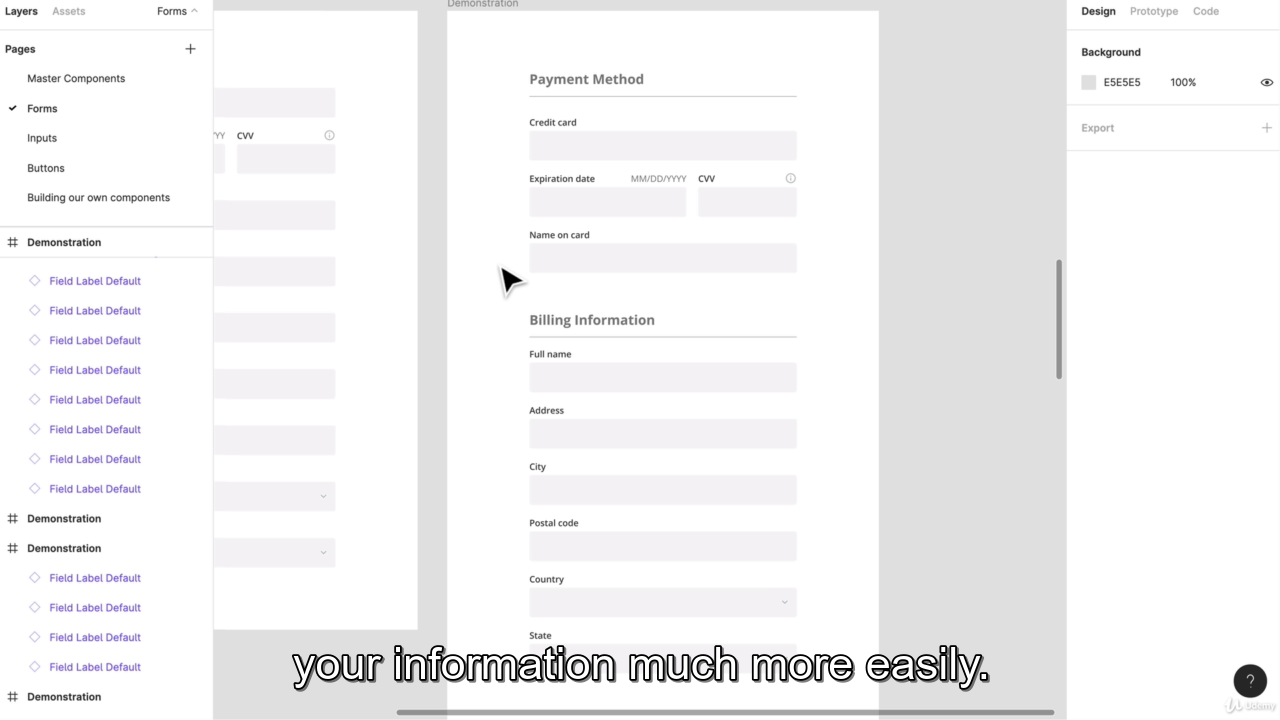 Layers Assets Forms
Pages
Master Components
Forms
Inputs
Buttons
Building our own components
Demonstration
Field Label Default
Field Label Default
Field Label Default
Field Label Default
Field Label Default
Field Label Default
Field Label Default
Field Label Default
Demonstration
Demonstration
Field Label Default
Field Label Default
Field Label Default
Field Label Default
Demonstration
YY CVV
Demonstration
Payment Method
Credit card
Expiration date MM/DD/YYYY CVV
Name on card
Billing Information
Full name
Address
City
Postal code
Country
State
your information much more easily.
Design Prototype Code
Background
E5E5E5 100%
Export
?
Udemy